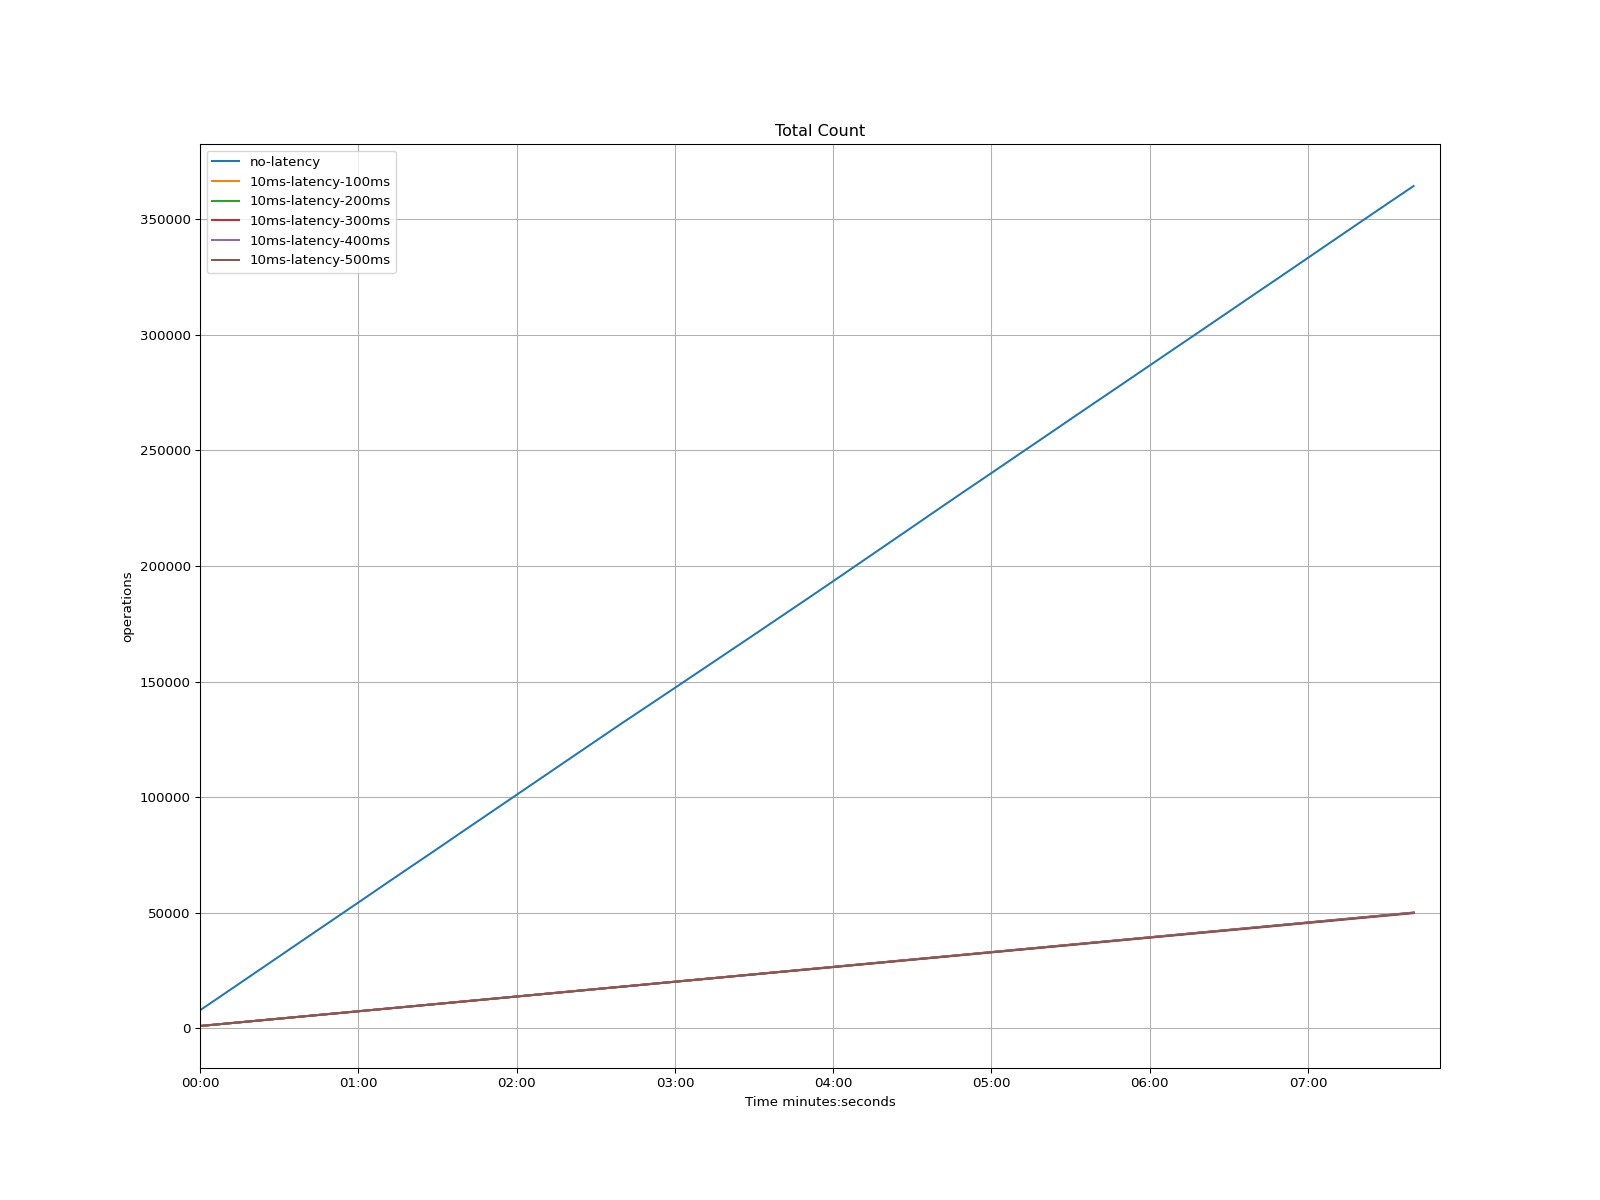 Total Count
no-latency
10ms-latency-100ms
10ms-latency-200ms
10ms-latency-300ms
10ms-latency-400ms
10ms-latency-500ms
350000
300000
250000
200000
150000
100000
50000
0
operations
00:00 01:00 02:00 03:00 04:00 05:00 06:00 07:00
Time minutes:seconds